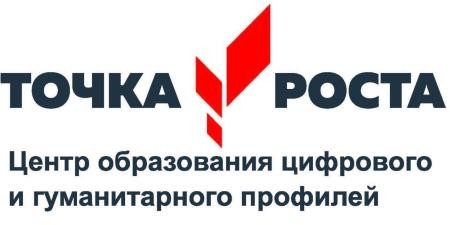 ТОЧКА РОСТА
Центр образования цифрового
и гуманитарного профилей